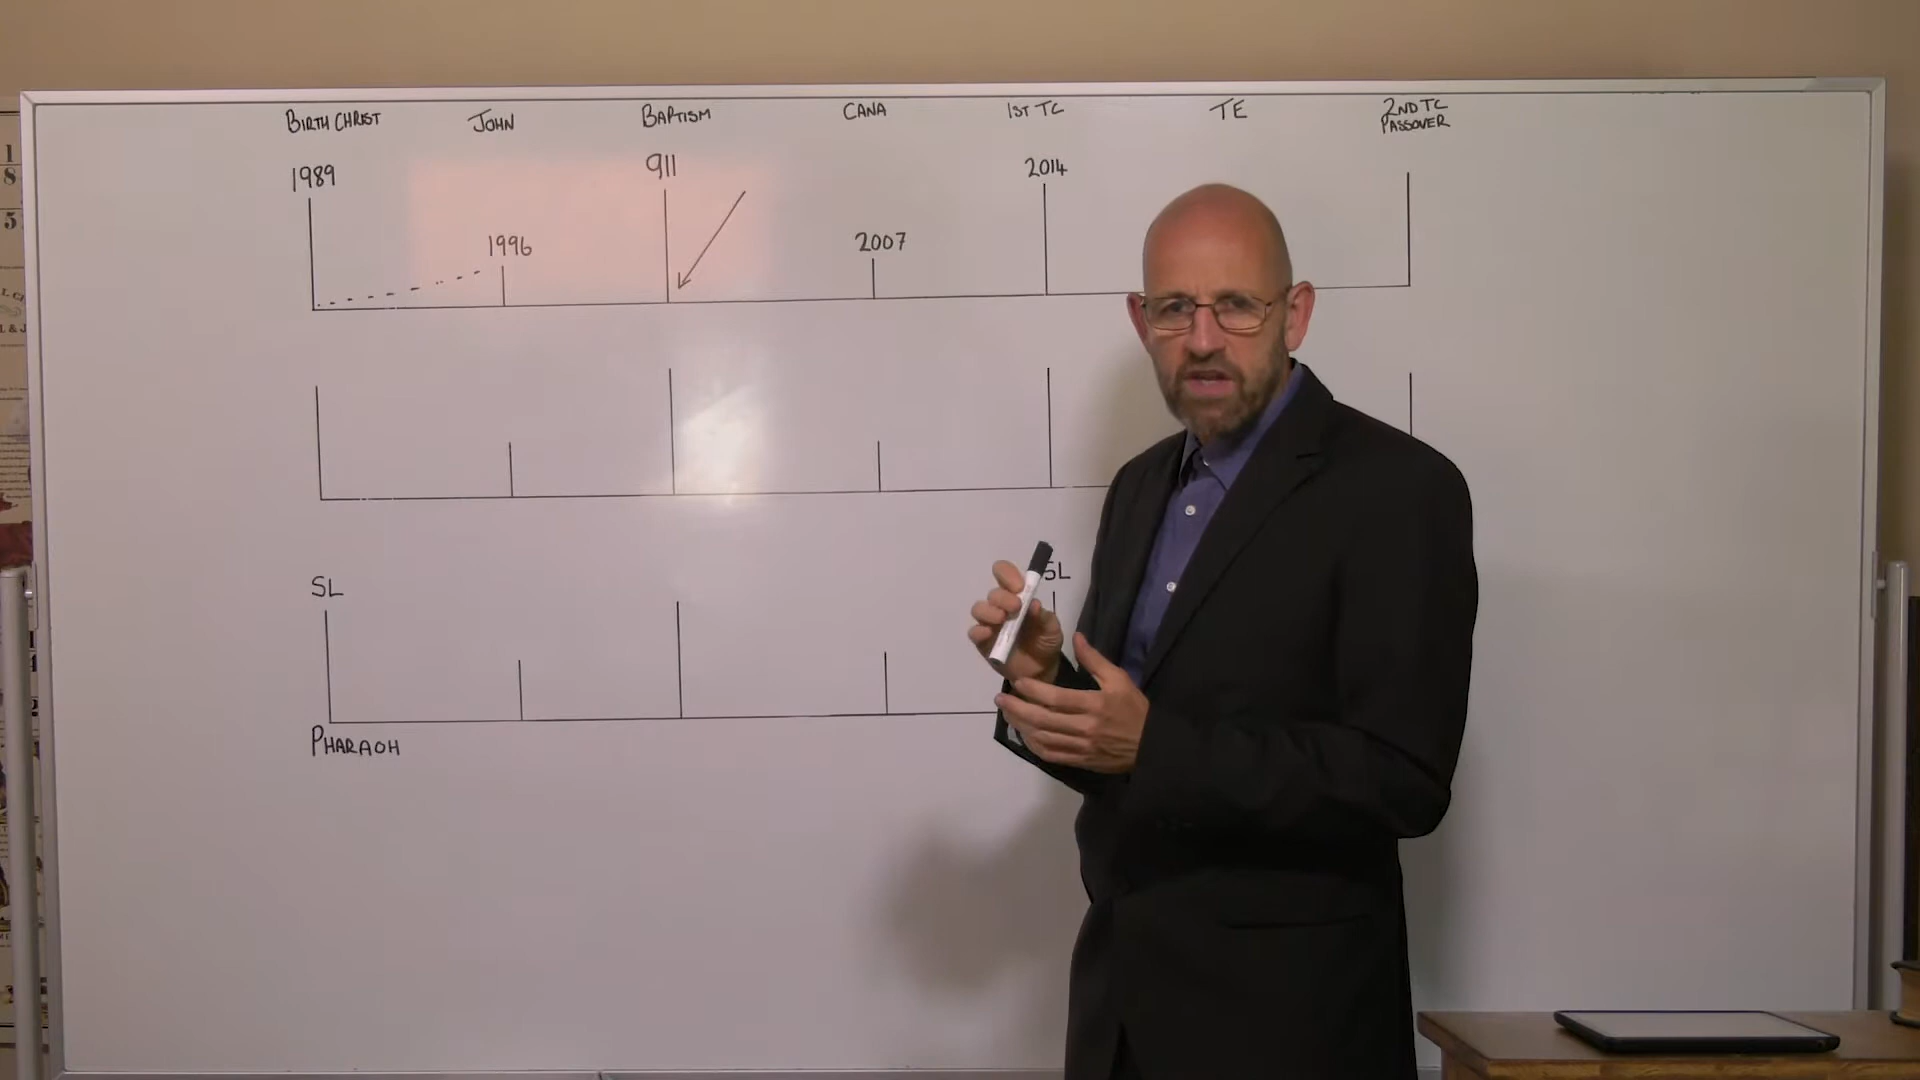 BIRTH CHRIST
JOHN
BAPTISM
CANA
1ST TC
TE
2ND TC
PASSOVER
1989
911
2014
1996
2007
SL
SL
PHARAOH